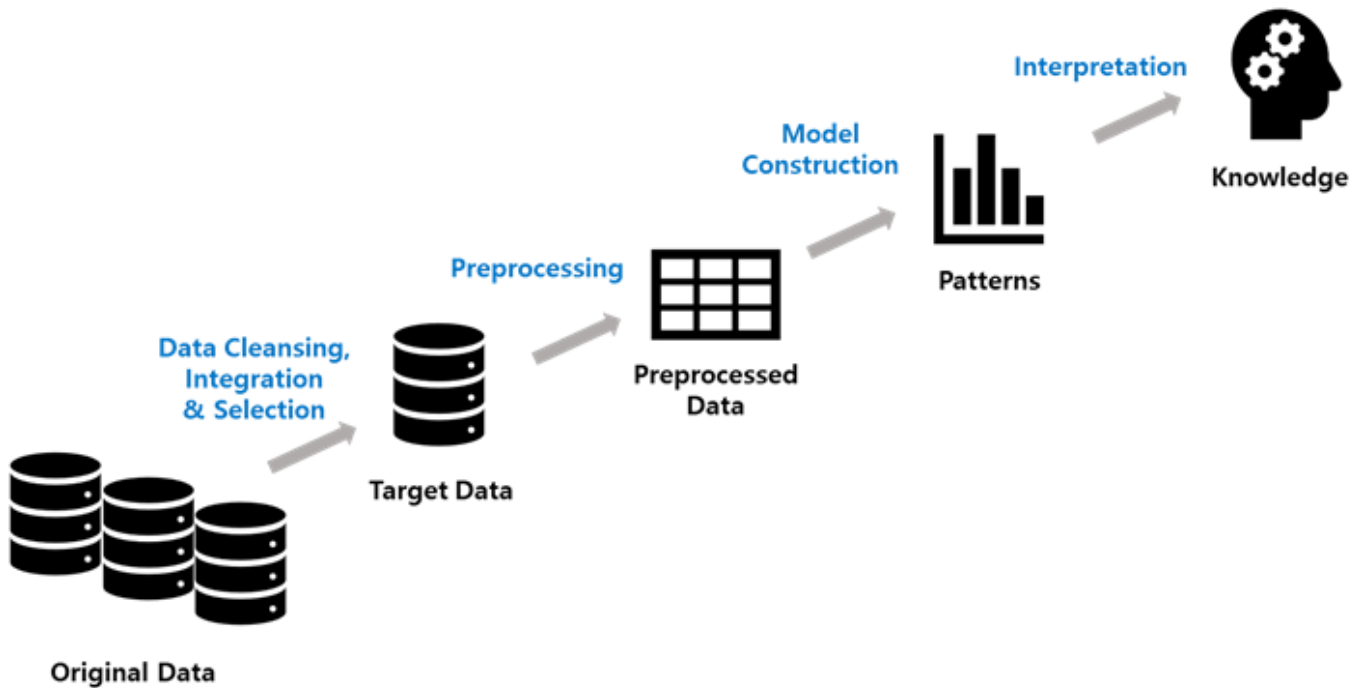 Original Data
Data Cleansing,
Integration
& Selection
Target Data
Preprocessing
Preprocessed
Data
Model
Construction
Patterns
Interpretation
Knowledge